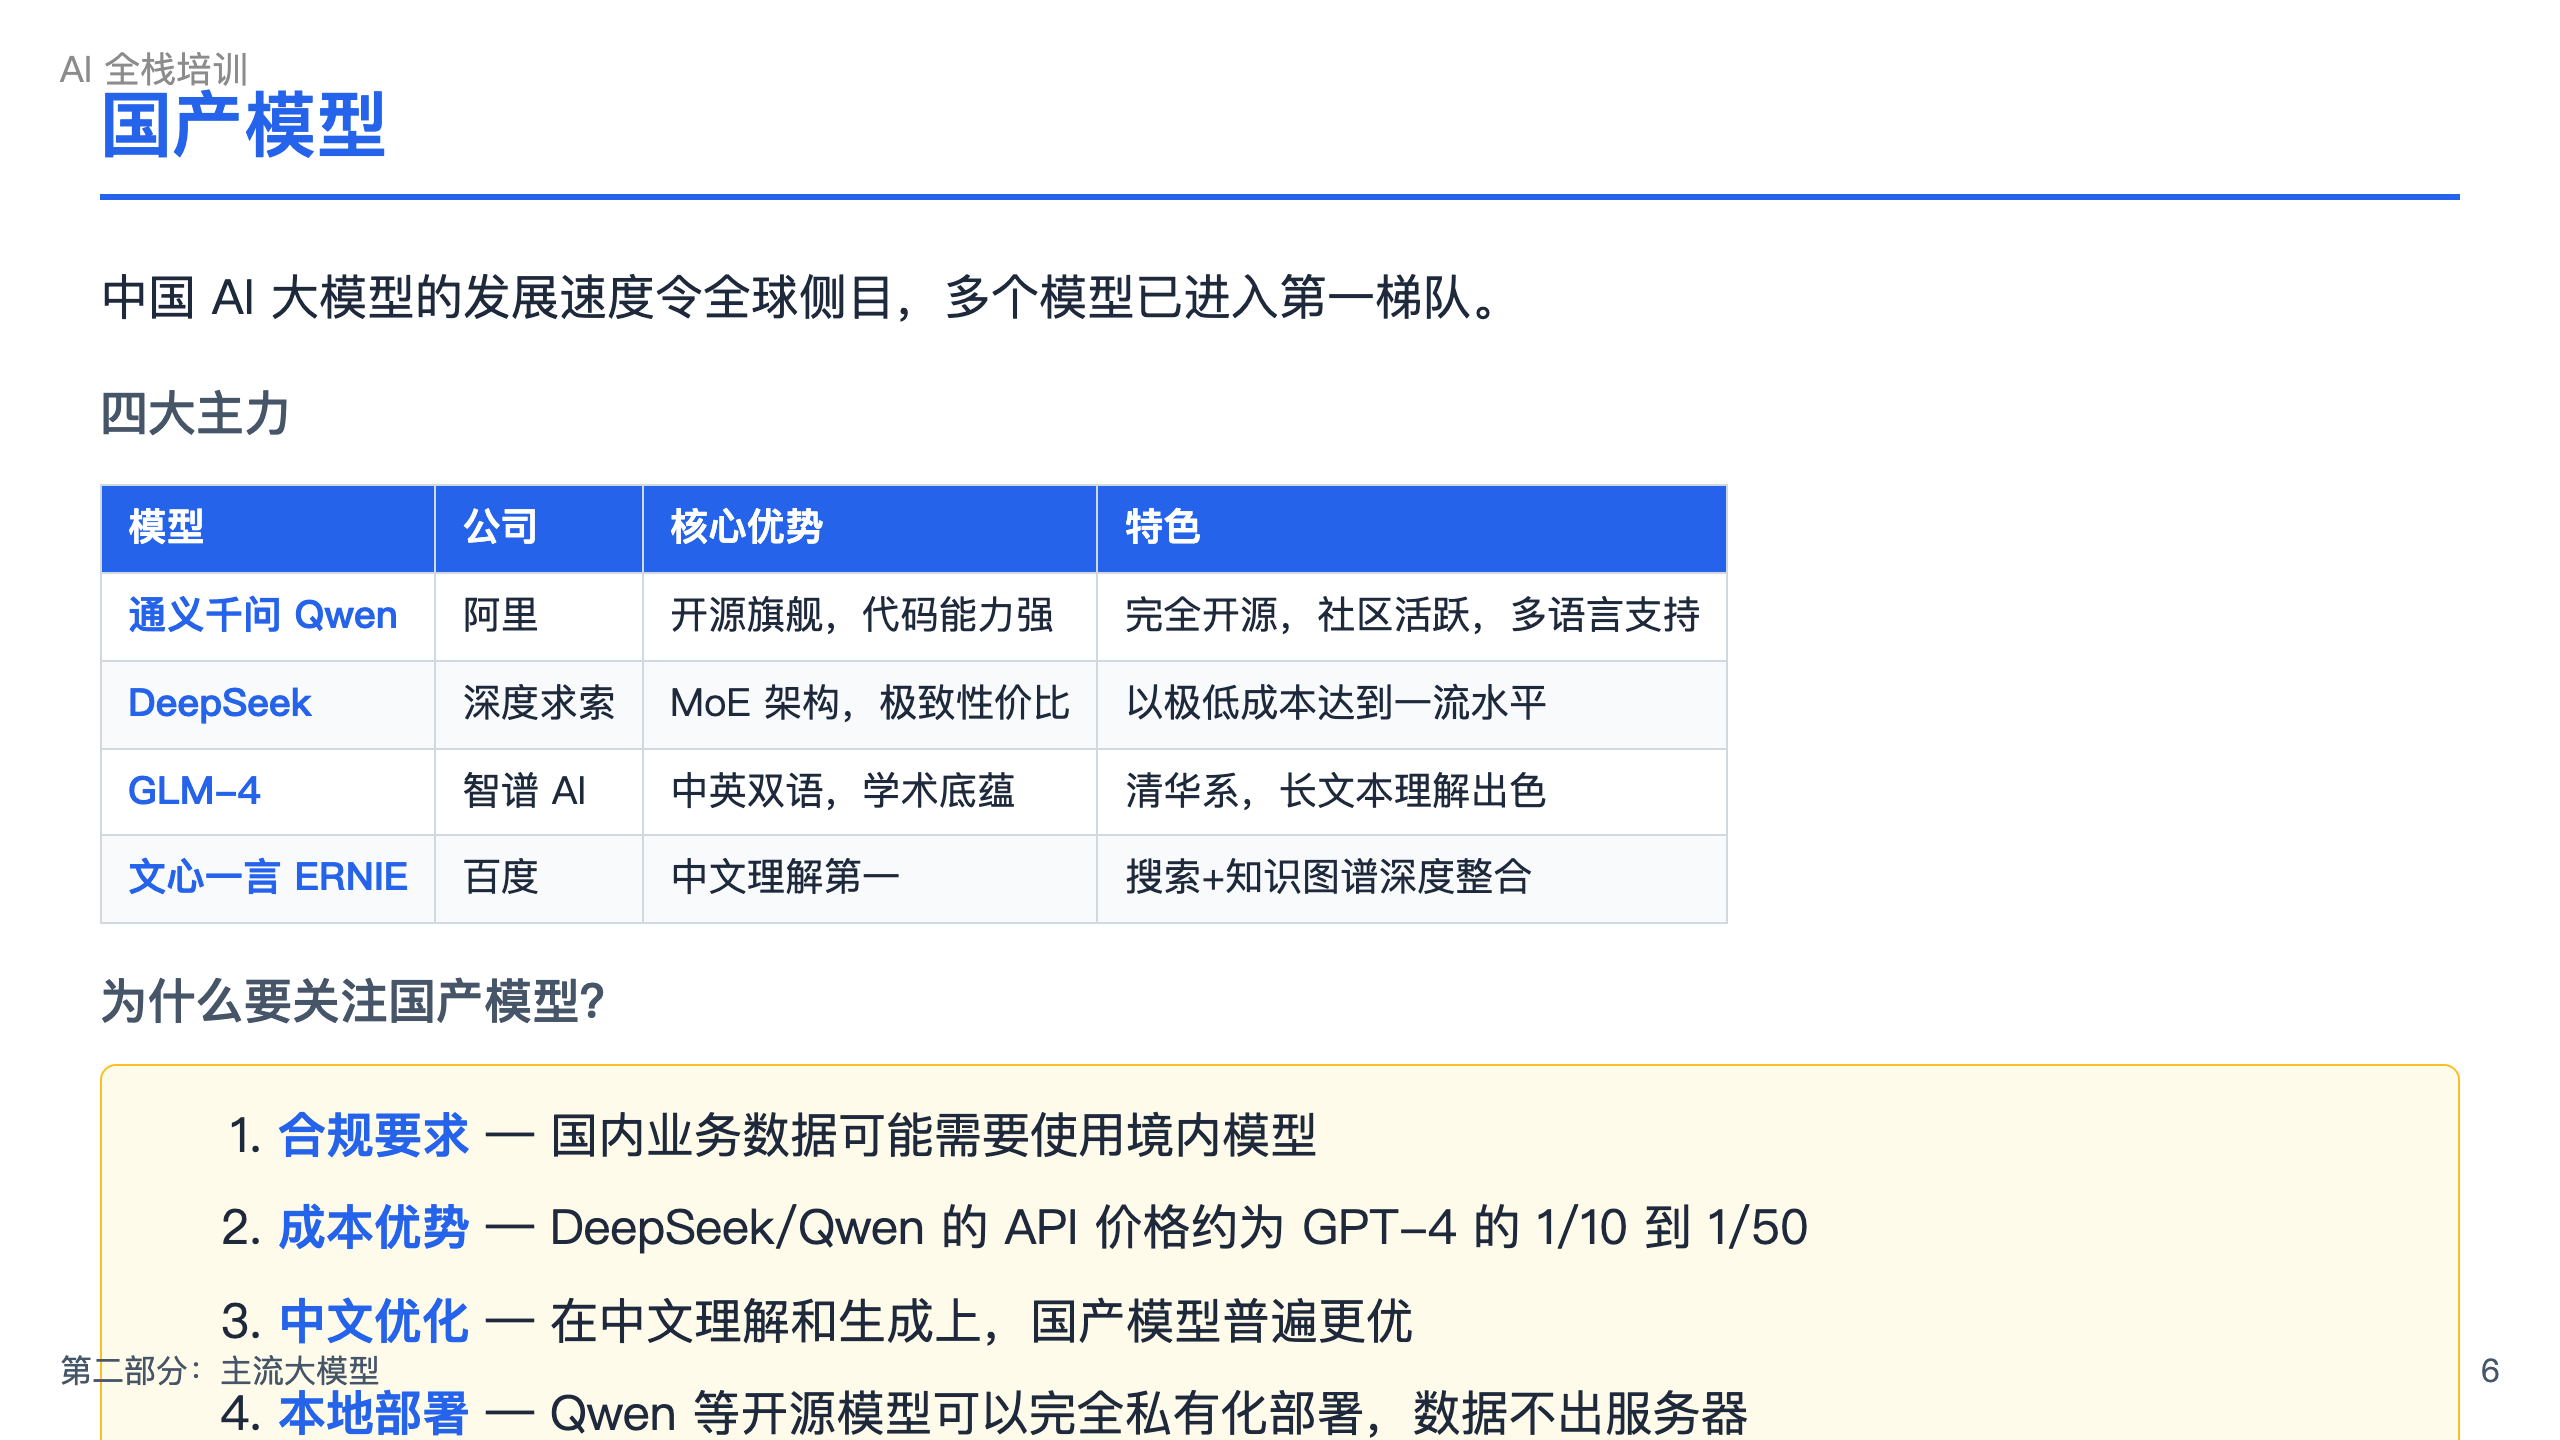 AI 全栈培训
国产模型
中国 AI 大模型的发展速度令全球侧目，多个模型已进入第一梯队。
四大主力
模型 公司 核心优势 特色
通义千问 Qwen 阿里 开源旗舰，代码能力强 完全开源，社区活跃，多语言支持
DeepSeek 深度求索 MoE 架构，极致性价比 以极低成本达到一流水平
GLM-4 智谱 AI 中英双语，学术底蕴 清华系，长文本理解出色
文心一言 ERNIE 百度 中文理解第一 搜索+知识图谱深度整合
为什么要关注国产模型?
1. 合规要求 — 国内业务数据可能需要使用境内模型
2. 成本优势 — DeepSeek/Qwen 的 API 价格约为 GPT-4 的 1/10 到 1/50
3. 中文优化 — 在中文理解和生成上，国产模型普遍更优
第二部分：主流大模型 6
4. 本地部署 — Qwen 等开源模型可以完全私有化部署，数据不出服务器